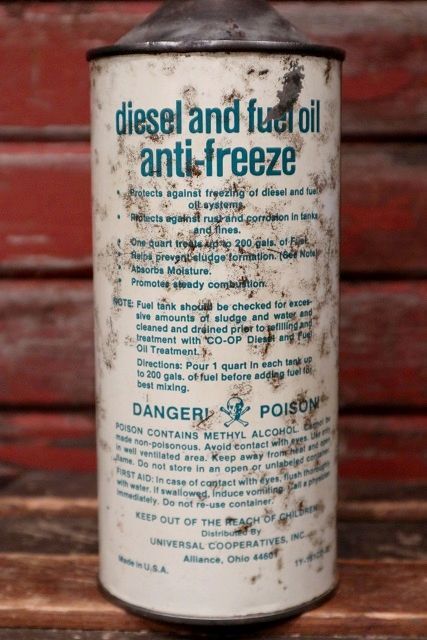 diesel and fuel oil
anti-freeze
• Protects against freezing of diesel and fuel
oil systems.
• Protects against rust and corrosion in tanks
and lines.
• One quart treats up to 200 gals. of Fuel.
• Helps prevent sludge formation. (See Note)
• Absorbs Moisture.
• Promotes steady combustion.
NOTE: Fuel tank should be checked for exces-
sive amounts of sludge and water and
cleaned and drained prior to refilling and
treatment with CO-OP Diesel and Fuel
Oil Treatment.
Directions: Pour 1 quart in each tank up
to 200 gals. of fuel before adding fuel for
best mixing.
DANGER! POISON!
POISON CONTAINS METHYL ALCOHOL. Cannot be
made non-poisonous. Avoid contact with eyes. Use only
in well ventilated area. Keep away from heat and open
flame. Do not store in an open or unlabeled container.
FIRST AID: In case of contact with eyes, flush thoroughly
with water. If swallowed, induce vomiting. Call a physician
immediately. Do not re-use container.
KEEP OUT OF THE REACH OF CHILDREN
Distributed By
UNIVERSAL COOPERATIVES, INC.
Alliance, Ohio 44601
Made in U.S.A.